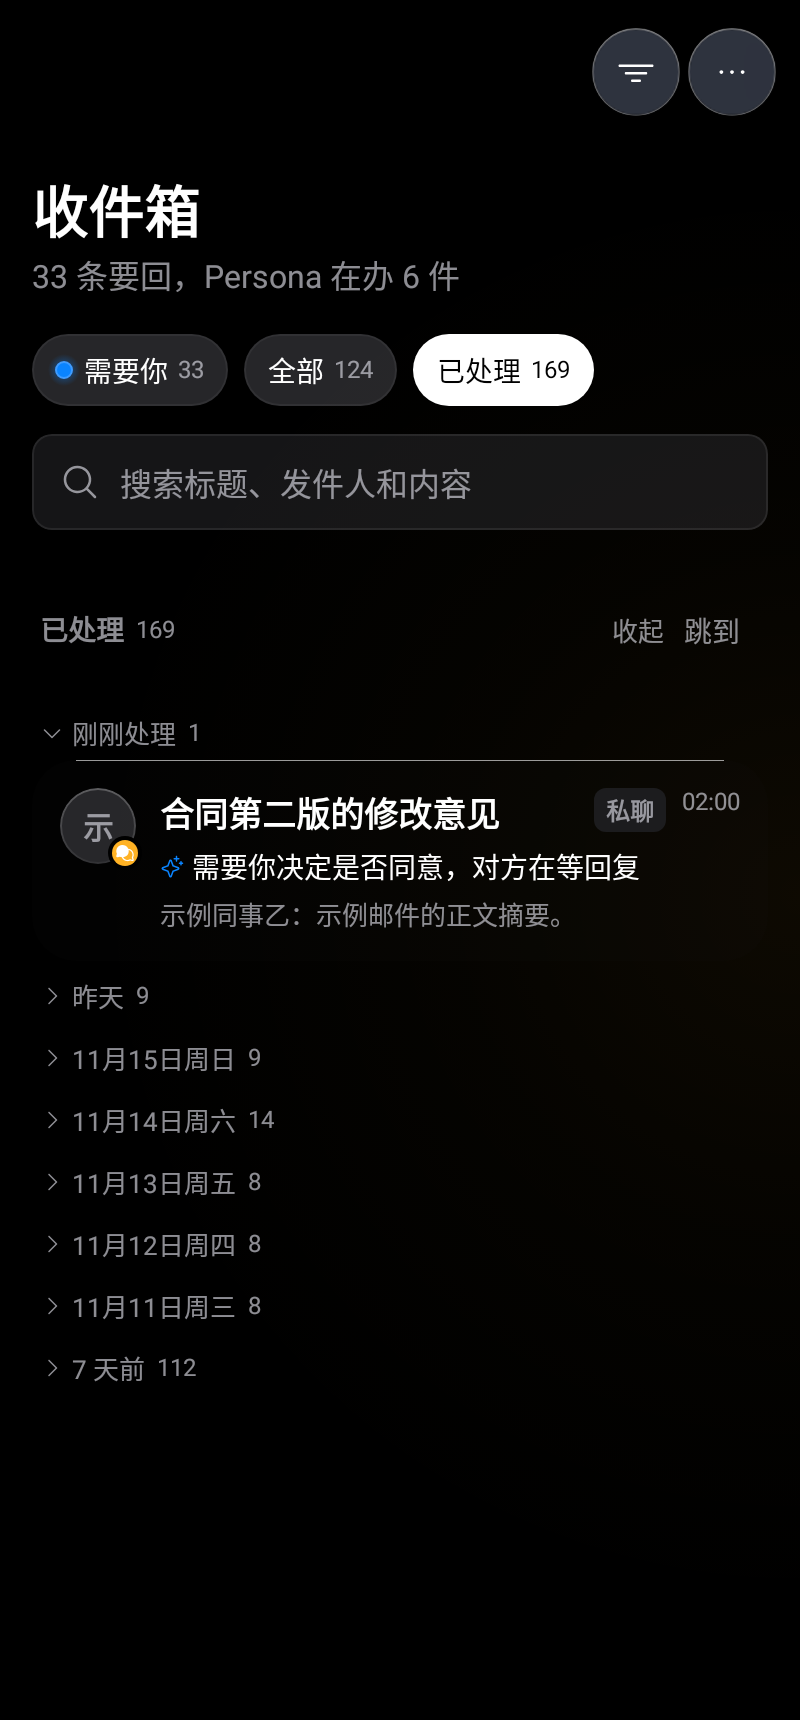 收件箱
33 条要回，Persona 在办 6 件
需要你 33 全部 124 已处理 169
搜索标题、发件人和内容
已处理 169 收起 跳到
刚刚处理 1
示 合同第二版的修改意见 私聊 02:00
需要你决定是否同意，对方在等回复
示例同事乙：示例邮件的正文摘要。
昨天 9
11月15日周日 9
11月14日周六 14
11月13日周五 8
11月12日周四 8
11月11日周三 8
7 天前 112